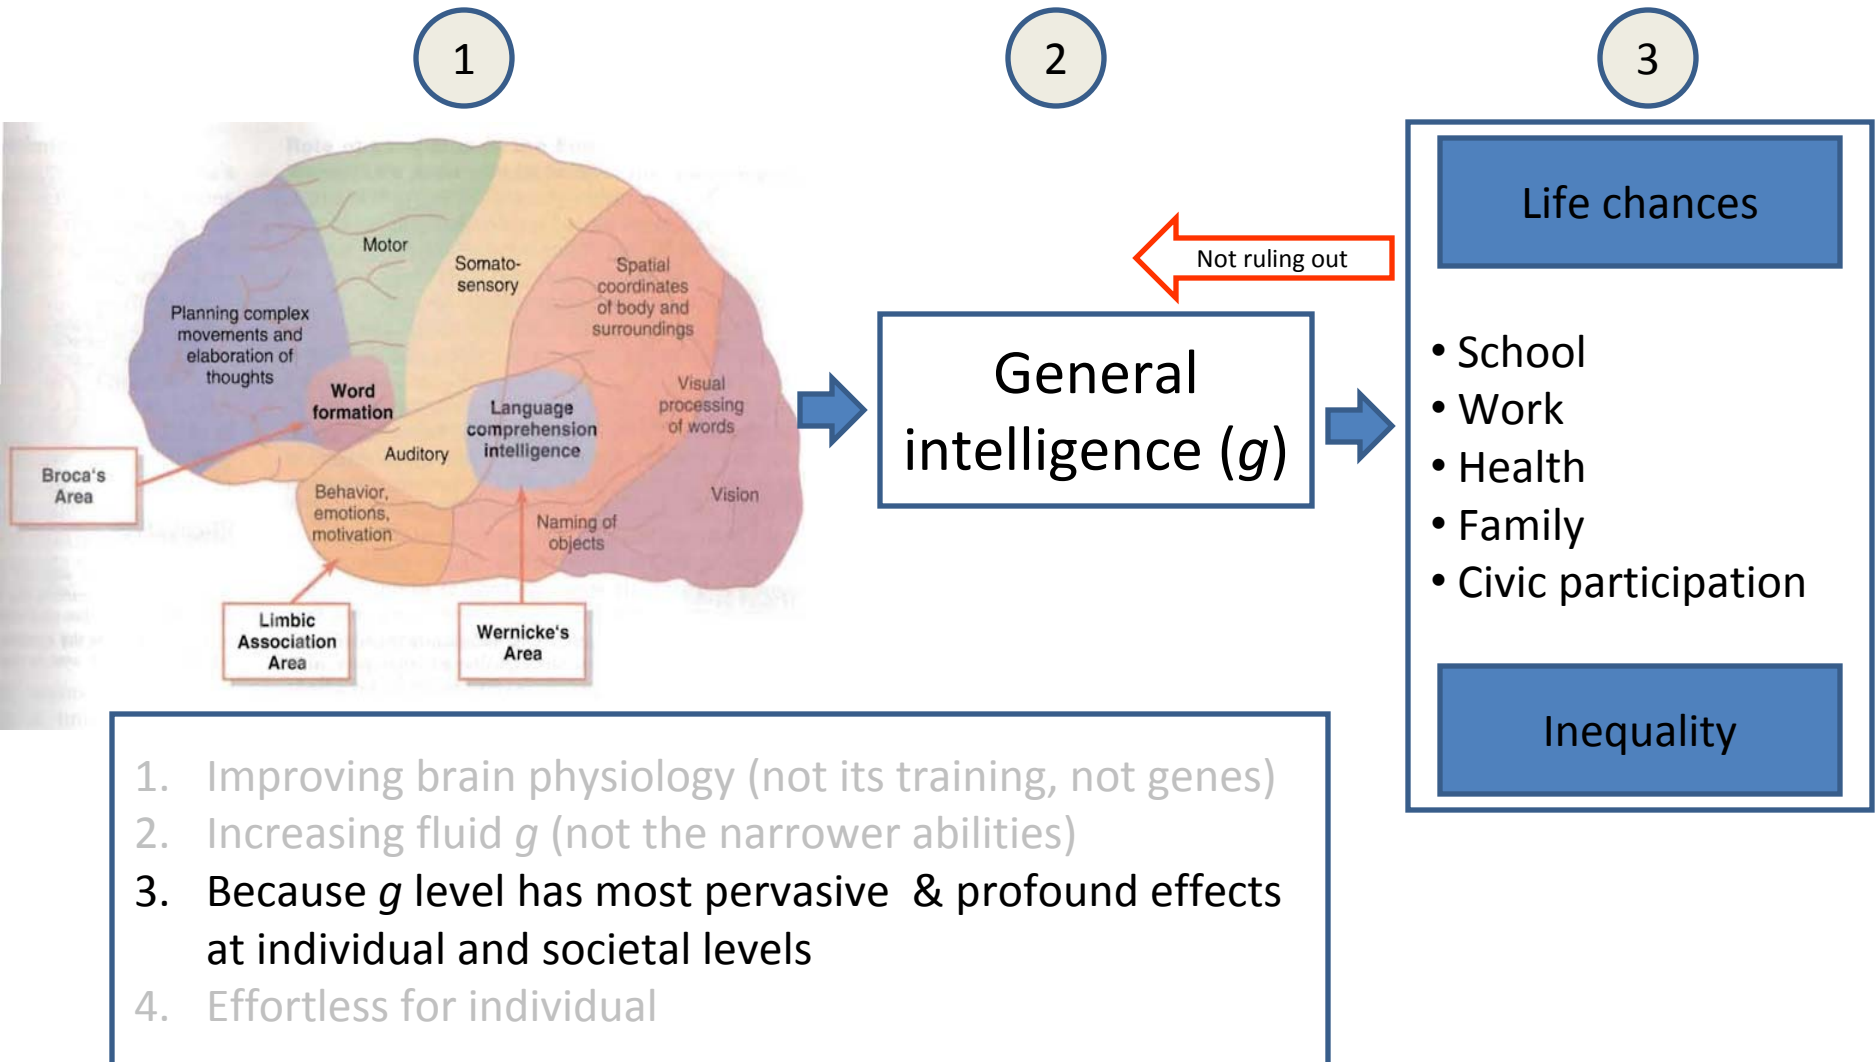 1
2
3
Motor
Somato-
sensory
Spatial
coordinates
of body and
surroundings
Planning complex
movements and
elaboration of
thoughts
Word
formation
Language
comprehension
intelligence
Visual
processing
of words
Auditory
Vision
Behavior,
emotions,
motivation
Naming of
objects
Broca's
Area
Limbic
Association
Area
Wernicke's
Area
General
intelligence (g)
Not ruling out
Life chances
• School
• Work
• Health
• Family
• Civic participation
Inequality
1. Improving brain physiology (not its training, not genes)
2. Increasing fluid g (not the narrower abilities)
3. Because g level has most pervasive & profound effects
at individual and societal levels
4. Effortless for individual